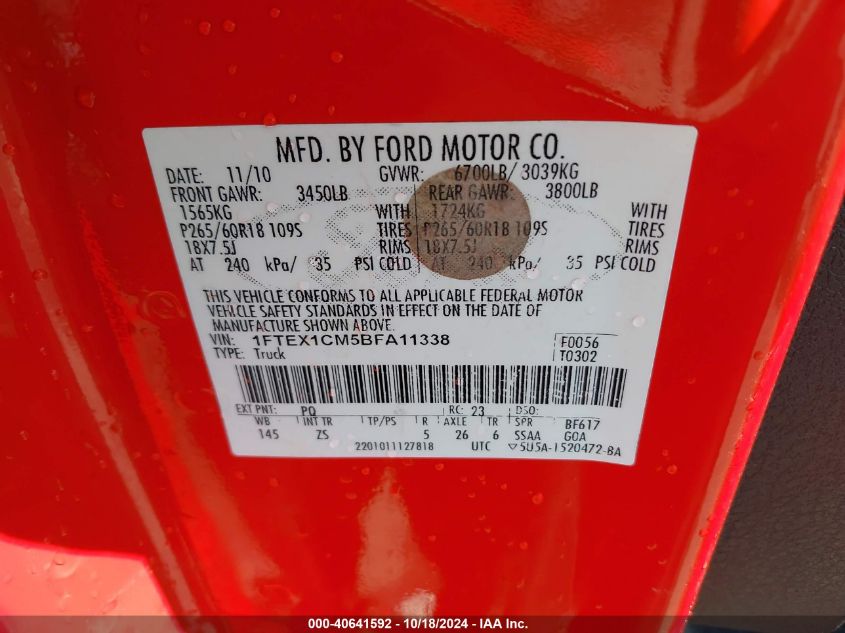 MFD. BY FORD MOTOR CO.
DATE: 11/10 GVWR: 6700LB/ 3039KG
FRONT GAWR: 3450LB REAR GAWR: 3800LB
1565KG WITH 1724KG WITH
P265/60R18 109S TIRES P265/60R18 109S TIRES
18X7.5J RIMS 18X7.5J RIMS
AT 240 kPa/ 35 PSI COLD AT 240 kPa/ 35 PSI COLD
THIS VEHICLE CONFORMS TO ALL APPLICABLE FEDERAL MOTOR
VEHICLE SAFETY STANDARDS IN EFFECT ON THE DATE OF
MANUFACTURE SHOWN ABOVE.
VIN: 1FTEX1CM5BFA11338 F0056
TYPE: Truck T0302
EXT PNT: PQ RC: 23 DSO:
WB INT TR TP/PS R AXLE TR SPR BF617
145 ZS 5 26 6 SSAA GOA
2201011127818 UTC 5U5A-1520472-BA
000-40641592 - 10/18/2024 - IAA Inc.